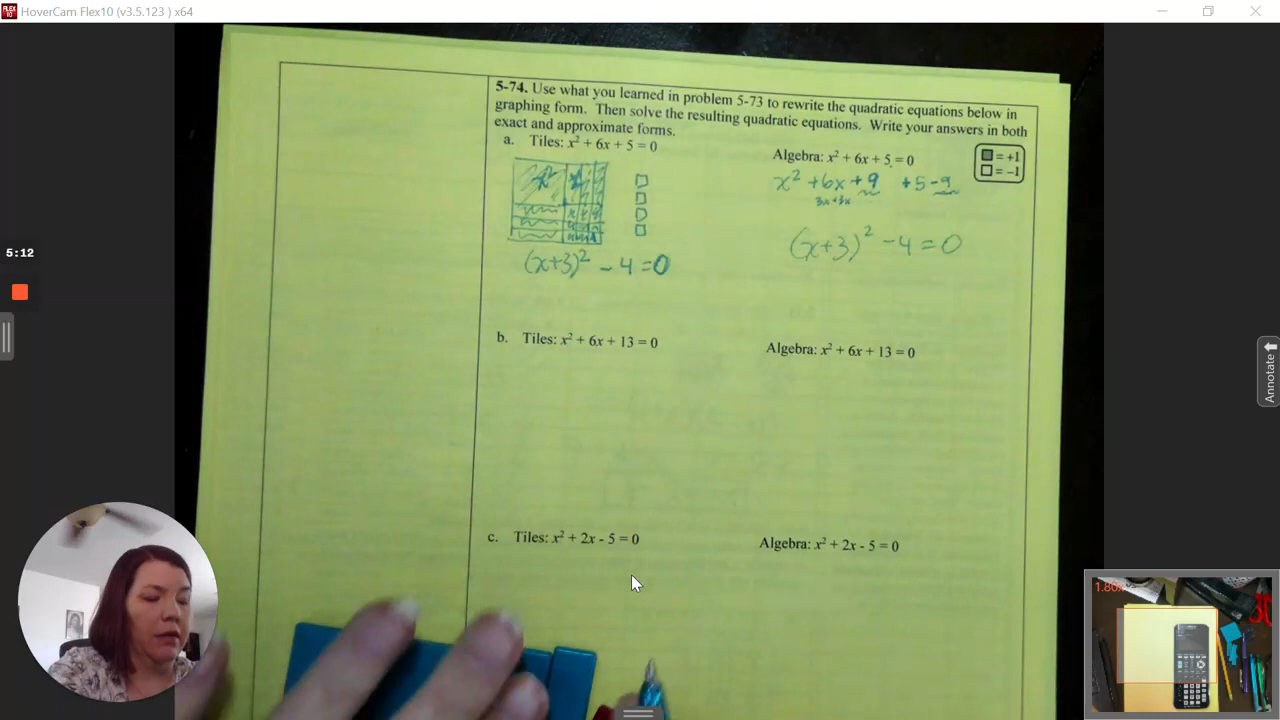 HoverCam Flex10 (v3.5.123 ) x64
5-74. Use what you learned in problem 5-73 to rewrite the quadratic equations below in
graphing form. Then solve the resulting quadratic equations. Write your answers in both
exact and approximate forms.
a. Tiles: x² + 6x + 5 = 0
Algebra: x² + 6x + 5 = 0
= +1
= −1
x² + 6x + 9 + 5 − 9
3x + 3x
(x+3)² − 4 = 0
(x+3)² − 4 = 0
b. Tiles: x² + 6x + 13 = 0
Algebra: x² + 6x + 13 = 0
c. Tiles: x² + 2x - 5 = 0
Algebra: x² + 2x - 5 = 0
5:12
Annotate
1.80x